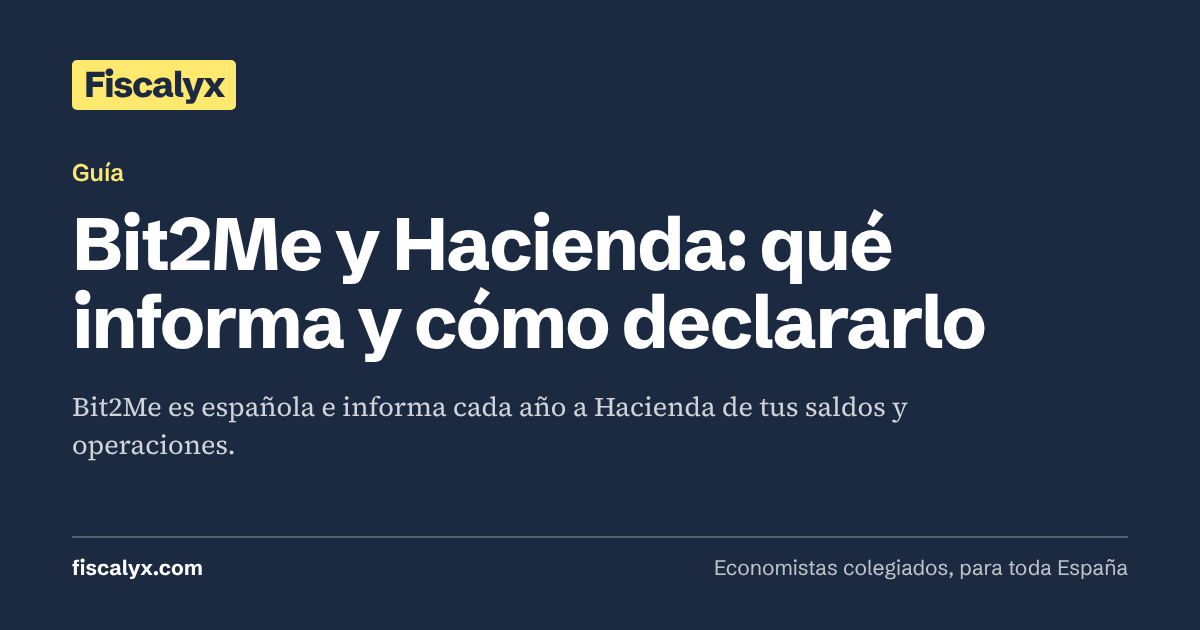 Fiscalyx
Guía
Bit2Me y Hacienda: qué
informa y cómo declararlo
Bit2Me es española e informa cada año a Hacienda de tus saldos y
operaciones.
fiscalyx.com
Economistas colegiados, para toda España